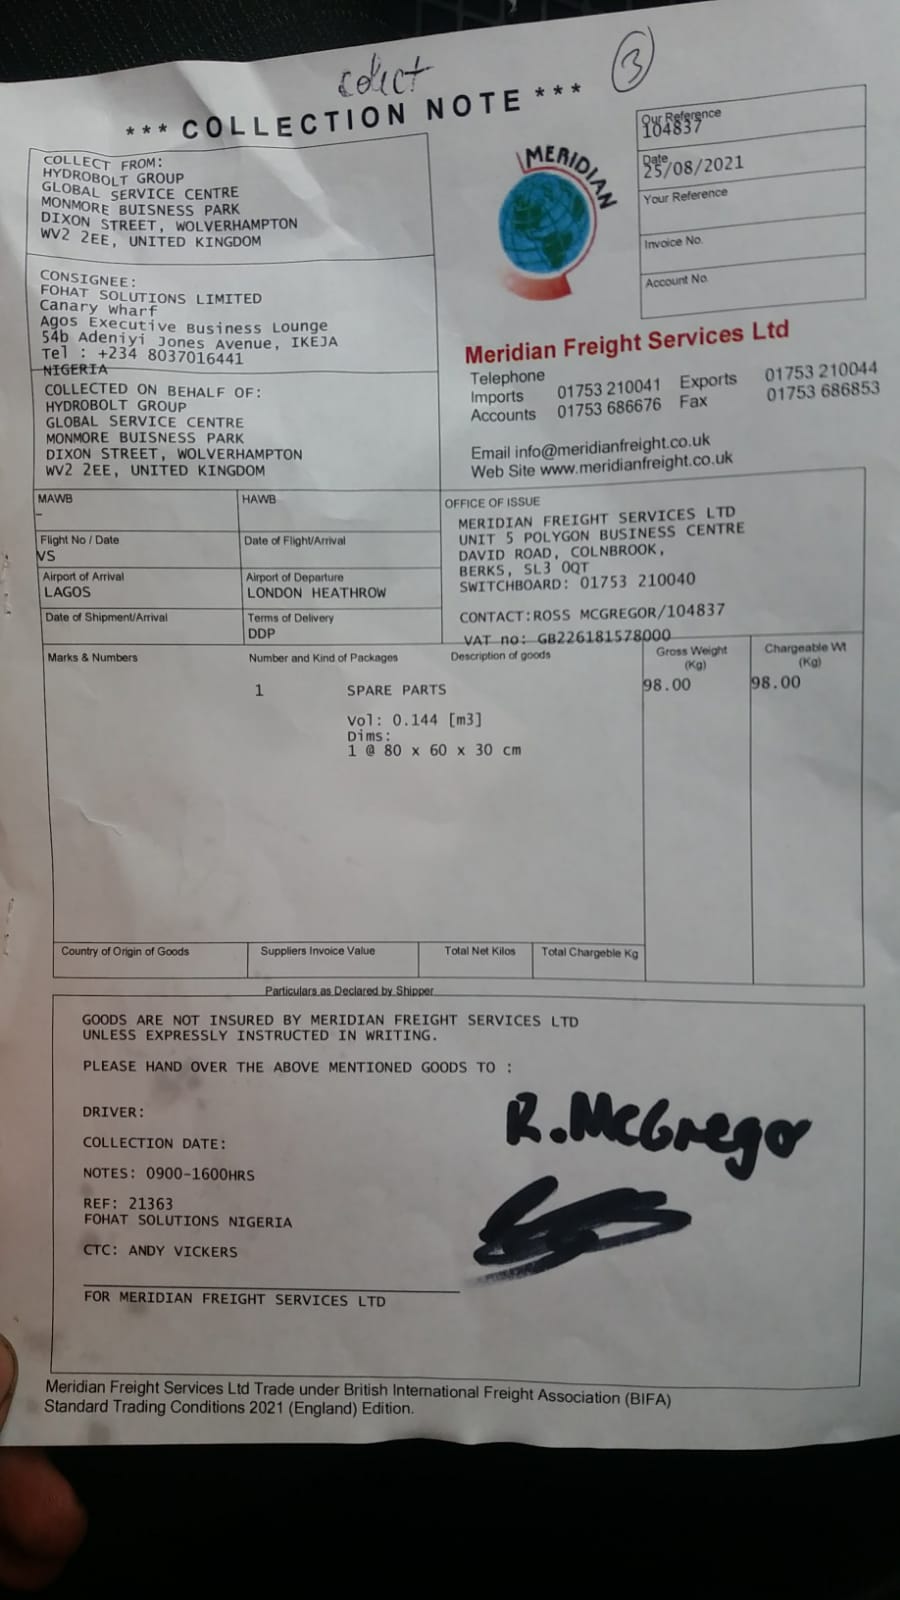 colect
3
*** COLLECTION NOTE ***
COLLECT FROM:
HYDROBOLT GROUP
GLOBAL SERVICE CENTRE
MONMORE BUISNESS PARK
DIXON STREET, WOLVERHAMPTON
WV2 2EE, UNITED KINGDOM
MERIDIAN
Our Reference
104837
Date
25/08/2021
Your Reference
Invoice No.
Account No.
CONSIGNEE:
FOHAT SOLUTIONS LIMITED
Canary Wharf
Agos Executive Business Lounge
54b Adeniyi Jones Avenue, IKEJA
Tel : +234 8037016441
NIGERIA
Meridian Freight Services Ltd
Telephone
Imports 01753 210041 Exports 01753 210044
Accounts 01753 686676 Fax 01753 686853
Email info@meridianfreight.co.uk
Web Site www.meridianfreight.co.uk
COLLECTED ON BEHALF OF:
HYDROBOLT GROUP
GLOBAL SERVICE CENTRE
MONMORE BUISNESS PARK
DIXON STREET, WOLVERHAMPTON
WV2 2EE, UNITED KINGDOM
MAWB HAWB
-
Flight No / Date Date of Flight/Arrival
VS
Airport of Arrival Airport of Departure
LAGOS LONDON HEATHROW
Date of Shipment/Arrival Terms of Delivery
DDP
OFFICE OF ISSUE
MERIDIAN FREIGHT SERVICES LTD
UNIT 5 POLYGON BUSINESS CENTRE
DAVID ROAD, COLNBROOK,
BERKS, SL3 0QT
SWITCHBOARD: 01753 210040
CONTACT:ROSS MCGREGOR/104837
VAT no: GB226181578000
Marks & Numbers Number and Kind of Packages Description of goods Gross Weight (Kg) Chargeable Wt (Kg)
1 SPARE PARTS 98.00 98.00
Vol: 0.144 [m3]
Dims:
1 @ 80 x 60 x 30 cm
Country of Origin of Goods Suppliers Invoice Value Total Net Kilos Total Chargeble Kg
Particulars as Declared by Shipper
GOODS ARE NOT INSURED BY MERIDIAN FREIGHT SERVICES LTD
UNLESS EXPRESSLY INSTRUCTED IN WRITING.
PLEASE HAND OVER THE ABOVE MENTIONED GOODS TO :
DRIVER:
R.McGregor
COLLECTION DATE:
NOTES: 0900-1600HRS
REF: 21363
FOHAT SOLUTIONS NIGERIA
CTC: ANDY VICKERS
FOR MERIDIAN FREIGHT SERVICES LTD
Meridian Freight Services Ltd Trade under British International Freight Association (BIFA)
Standard Trading Conditions 2021 (England) Edition.